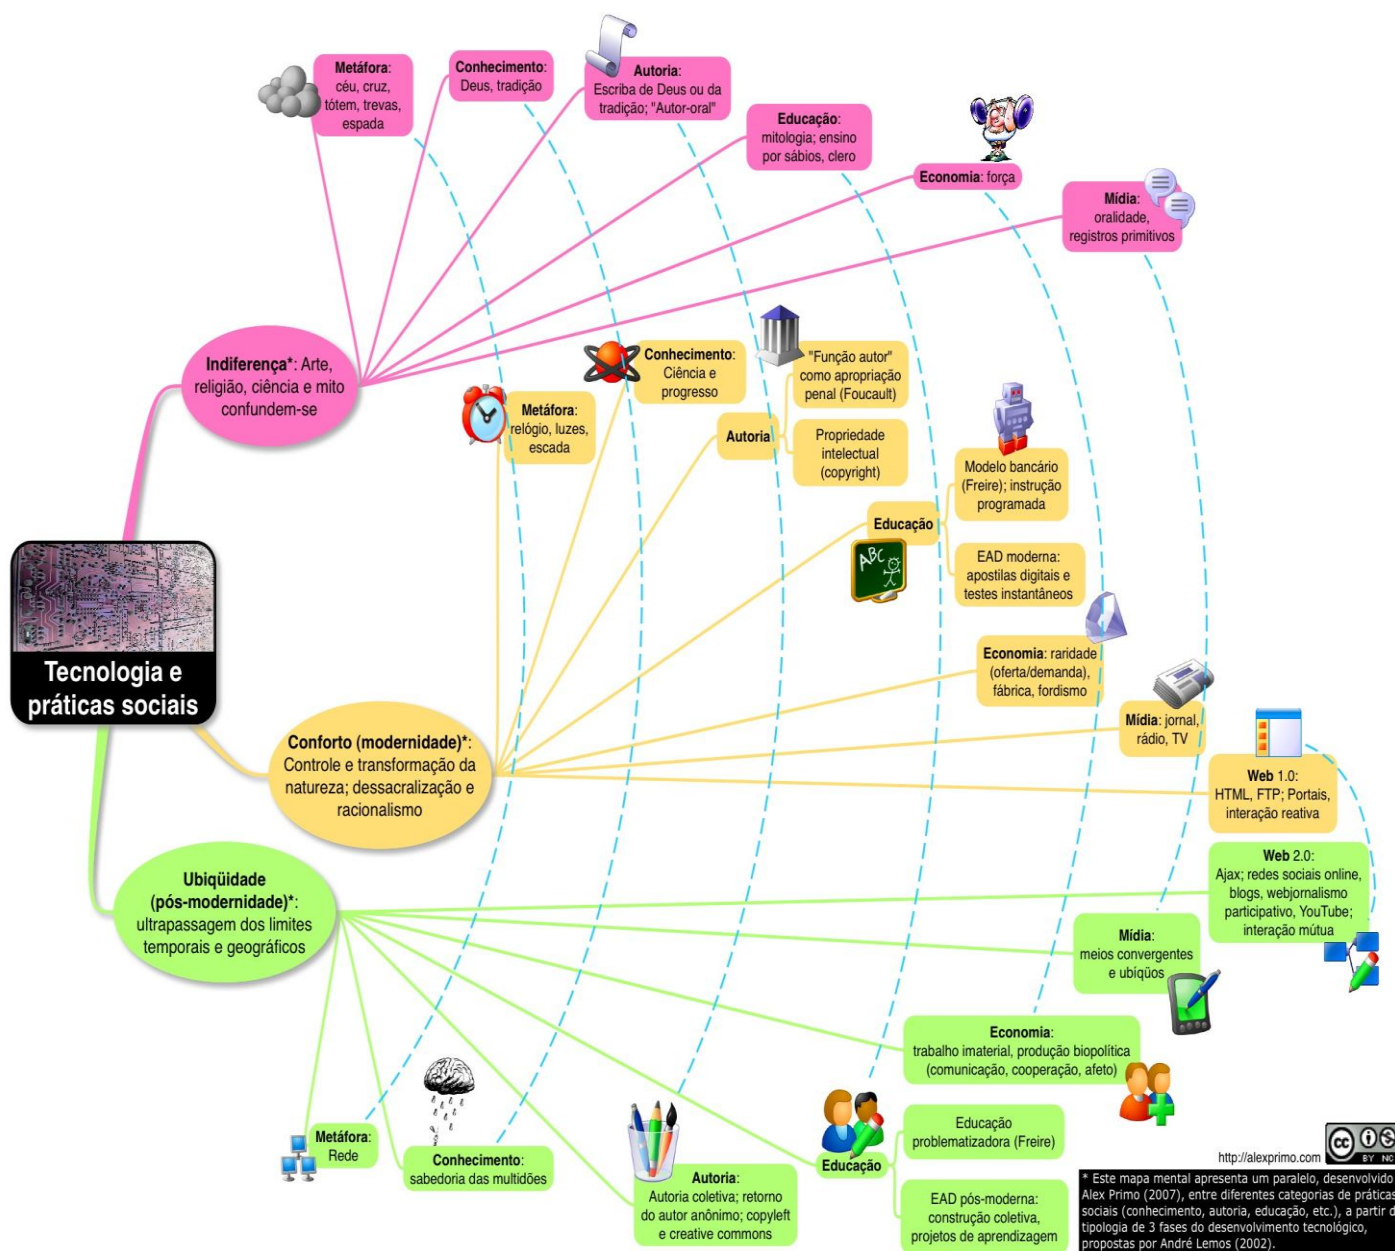 Metáfora:
céu, cruz,
tótem, trevas,
espada
Conhecimento:
Deus, tradição
Autoria:
Escriba de Deus ou da
tradição; "Autor-oral"
Educação:
mitologia; ensino
por sábios, clero
Economia: força
Mídia:
oralidade,
registros primitivos
Indiferença*: Arte,
religião, ciência e mito
confundem-se
Metáfora:
relógio, luzes,
escada
Conhecimento:
Ciência e
progresso
Autoria
"Função autor"
como apropriação
penal (Foucault)
Propriedade
intelectual
(copyright)
Educação
ABC
Modelo bancário
(Freire); instrução
programada
EAD moderna:
apostilas digitais e
testes instantâneos
Economia: raridade
(oferta/demanda),
fábrica, fordismo
Mídia: jornal,
rádio, TV
Web 1.0:
HTML, FTP; Portais,
interação reativa
Tecnologia e
práticas sociais
Conforto (modernidade)*:
Controle e transformação da
natureza; dessacralização e
racionalismo
Ubiqüidade
(pós-modernidade)*:
ultrapassagem dos limites
temporais e geográficos
Web 2.0:
Ajax; redes sociais online,
blogs, webjornalismo
participativo, YouTube;
interação mútua
Mídia:
meios convergentes
e ubiqüos
Economia:
trabalho imaterial, produção biopolítica
(comunicação, cooperação, afeto)
Metáfora:
Rede
Conhecimento:
sabedoria das multidões
Autoria:
Autoria coletiva; retorno
do autor anônimo; copyleft
e creative commons
Educação
Educação
problematizadora (Freire)
EAD pós-moderna:
construção coletiva,
projetos de aprendizagem
http://alexprimo.com
cc
BY NC
* Este mapa mental apresenta um paralelo, desenvolvido
Alex Primo (2007), entre diferentes categorias de práticas
sociais (conhecimento, autoria, educação, etc.), a partir d
tipologia de 3 fases do desenvolvimento tecnológico,
propostas por André Lemos (2002).